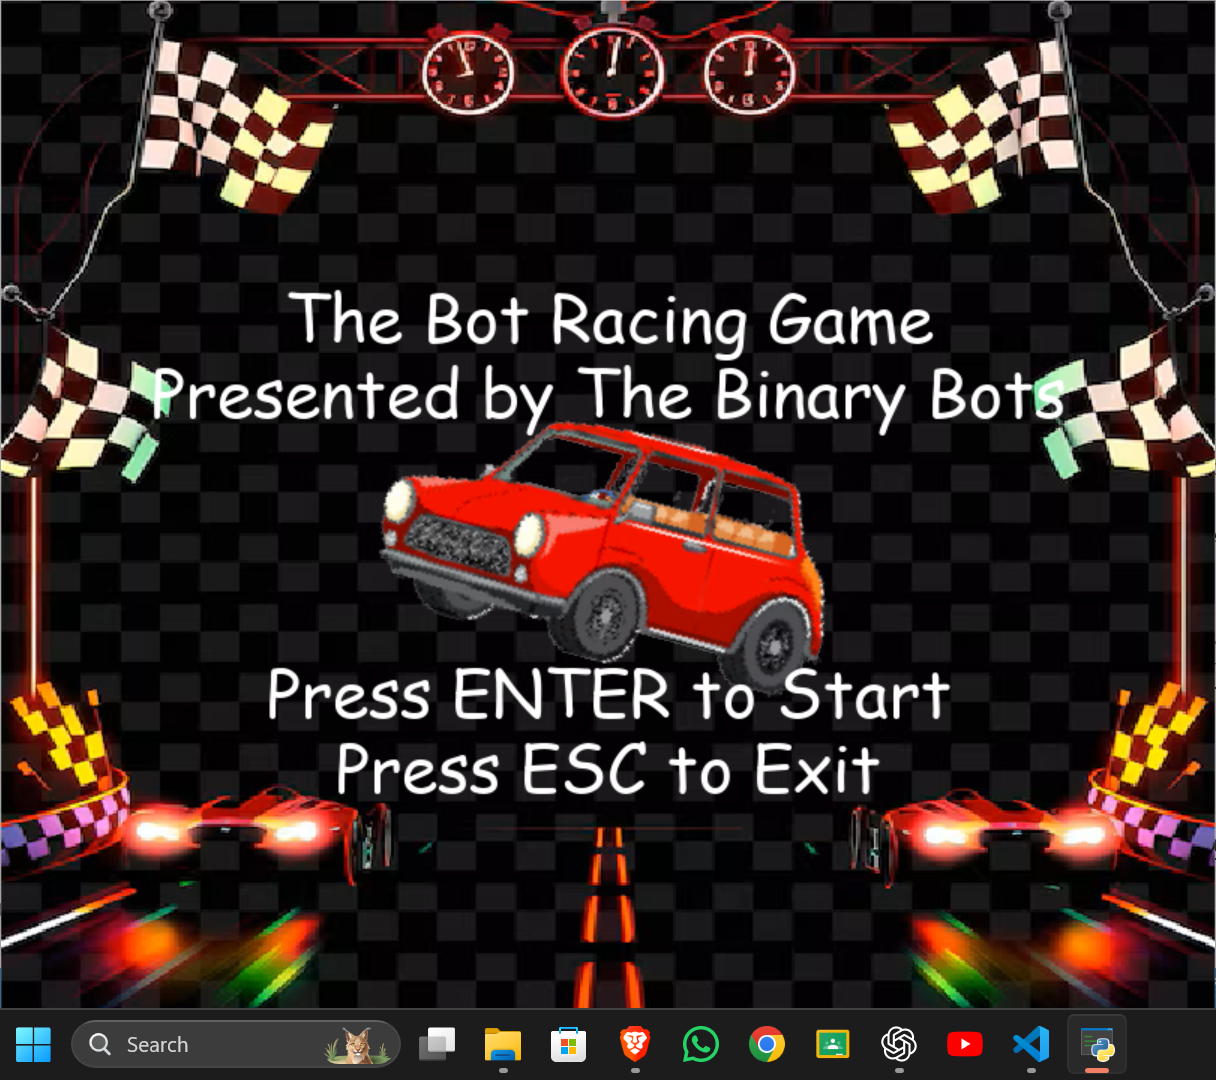 The Bot Racing Game
Presented by The Binary Bots
Press ENTER to Start
Press ESC to Exit
Search